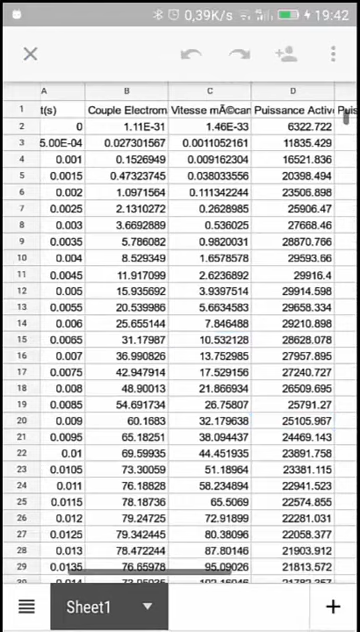 0,39K/s 19:42
A B C D
1 t(s) Couple Electrom Vitesse mÃ©can Puissance Activ Puis
2 0 1.11E-31 1.46E-33 6322.722
3 5.00E-04 0.027301567 0.0011052161 11835.429
4 0.001 0.1526949 0.009162304 16521.836
5 0.0015 0.47323745 0.038033556 20398.494
6 0.002 1.0971564 0.111342244 23506.898
7 0.0025 2.1310272 0.2628985 25906.47
8 0.003 3.6692889 0.536025 27668.46
9 0.0035 5.786082 0.9820031 28870.766
10 0.004 8.529349 1.6578578 29593.66
11 0.0045 11.917099 2.6236892 29916.4
12 0.005 15.935692 3.9397514 29914.598
13 0.0055 20.539986 5.6634583 29658.334
14 0.006 25.655144 7.846488 29210.898
15 0.0065 31.17987 10.532128 28628.078
16 0.007 36.990826 13.752985 27957.895
17 0.0075 42.947914 17.529156 27240.727
18 0.008 48.90013 21.866934 26509.695
19 0.0085 54.691734 26.75807 25791.27
20 0.009 60.1683 32.179638 25105.967
21 0.0095 65.18251 38.094437 24469.143
22 0.01 69.59935 44.451935 23891.758
23 0.0105 73.30059 51.18964 23381.115
24 0.011 76.18828 58.234894 22941.523
25 0.0115 78.18736 65.5069 22574.855
26 0.012 79.24725 72.91899 22281.031
27 0.0125 79.342445 80.38096 22058.377
28 0.013 78.472244 87.80146 21903.912
29 0.0135 76.65978 95.09026 21813.572
Sheet1